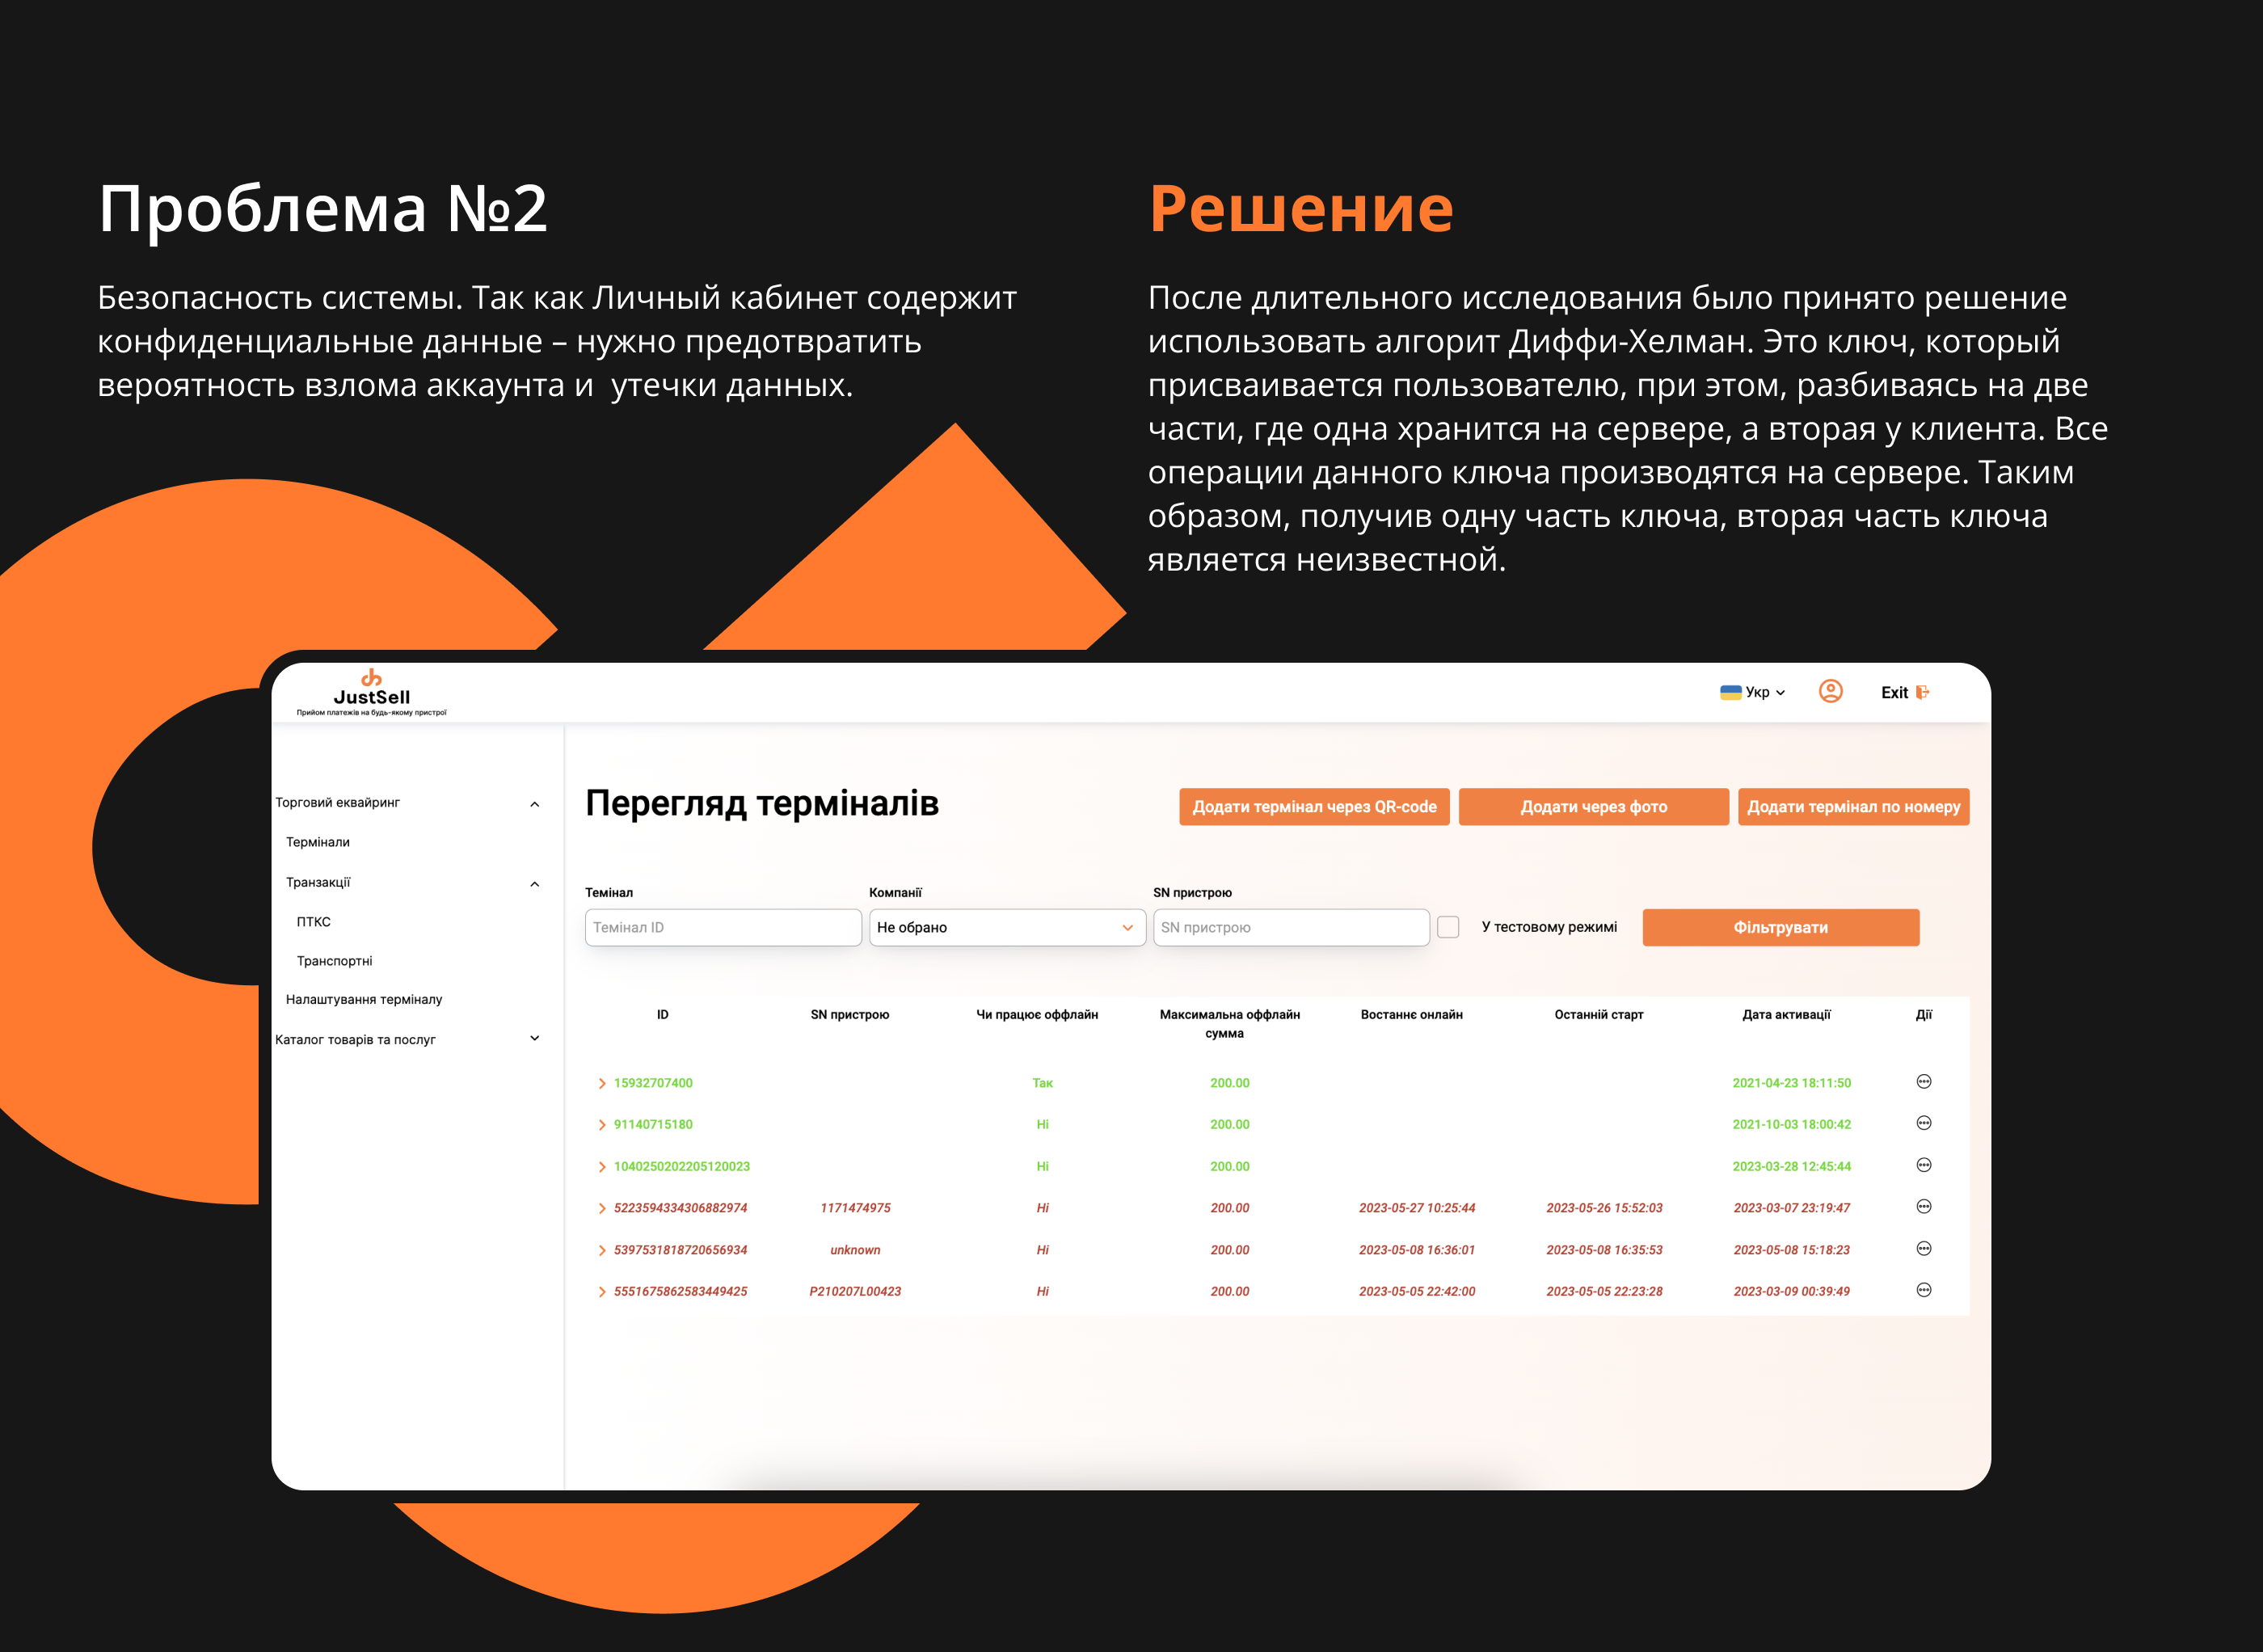 Проблема №2
Безопасность системы. Так как Личный кабинет содержит
конфиденциальные данные – нужно предотвратить
вероятность взлома аккаунта и  утечки данных.
Решение
После длительного исследования было принято решение
использовать алгорит Диффи-Хелман. Это ключ, который
присваивается пользователю, при этом, разбиваясь на две
части, где одна хранится на сервере, а вторая у клиента. Все
операции данного ключа производятся на сервере. Таким
образом, получив одну часть ключа, вторая часть ключа
является неизвестной.
JustSell
Прийом платежів на будь-якому пристрої
Укр
Exit
Торговий еквайринг
Термінали
Транзакції
ПТКС
Транспортні
Налаштування терміналу
Каталог товарів та послуг
Перегляд терміналів
Додати термінал через QR-code
Додати через фото
Додати термінал по номеру
Темінал Компанії SN пристрою
Темінал ID Не обрано SN пристрою У тестовому режимі Фільтрувати
ID SN пристрою Чи працює оффлайн Максимальна оффлайн Востаннє онлайн Останній старт Дата активації Дії
сумма
15932707400 Так 200.00 2021-04-23 18:11:50
91140715180 Ні 200.00 2021-10-03 18:00:42
1040250202205120023 Ні 200.00 2023-03-28 12:45:44
5223594334306882974 1171474975 Ні 200.00 2023-05-27 10:25:44 2023-05-26 15:52:03 2023-03-07 23:19:47
5397531818720656934 unknown Ні 200.00 2023-05-08 16:36:01 2023-05-08 16:35:53 2023-05-08 15:18:23
5551675862583449425 P210207L00423 Ні 200.00 2023-05-05 22:42:00 2023-05-05 22:23:28 2023-03-09 00:39:49